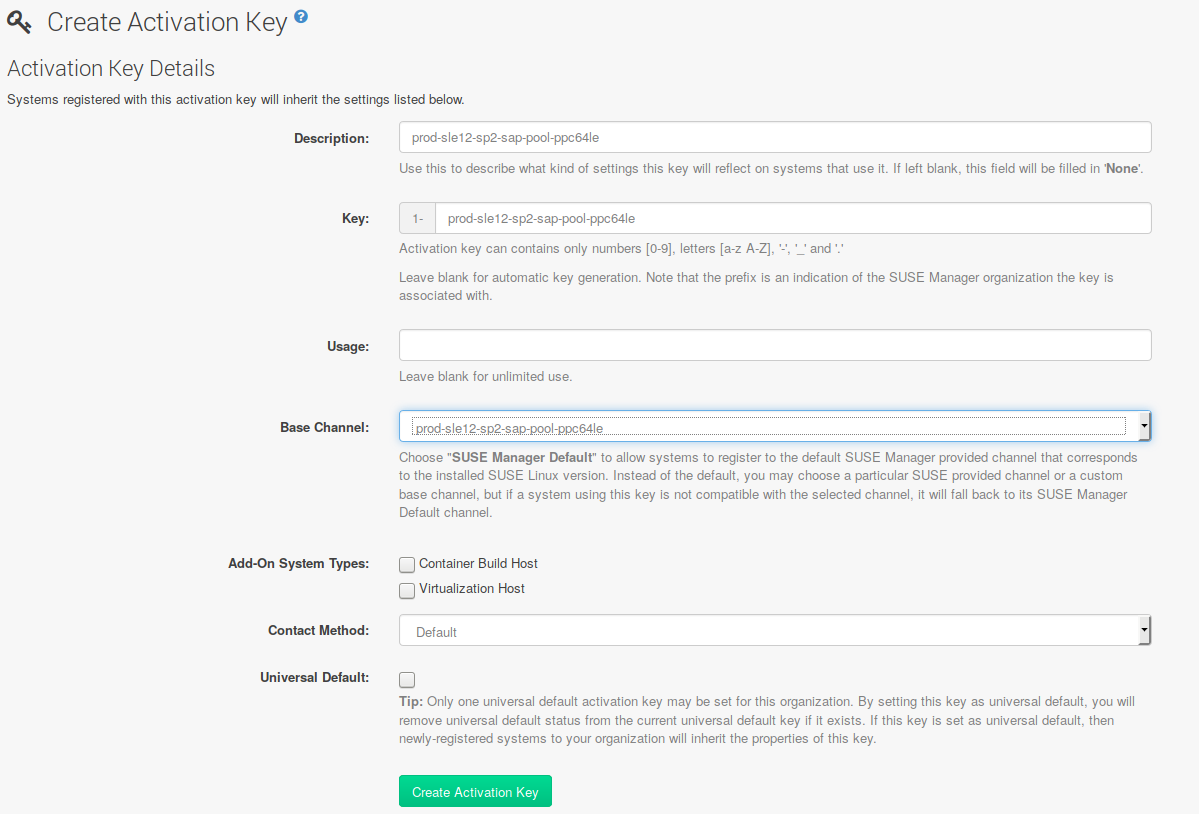 Create Activation Key ?
Activation Key Details
Systems registered with this activation key will inherit the settings listed below.
Description: prod-sle12-sp2-sap-pool-ppc64le
Use this to describe what kind of settings this key will reflect on systems that use it. If left blank, this field will be filled in 'None'.
Key: 1- prod-sle12-sp2-sap-pool-ppc64le
Activation key can contains only numbers [0-9], letters [a-z A-Z], '-', '_' and '.'
Leave blank for automatic key generation. Note that the prefix is an indication of the SUSE Manager organization the key is
associated with.
Usage:
Leave blank for unlimited use.
Base Channel: prod-sle12-sp2-sap-pool-ppc64le
Choose "SUSE Manager Default" to allow systems to register to the default SUSE Manager provided channel that corresponds
to the installed SUSE Linux version. Instead of the default, you may choose a particular SUSE provided channel or a custom
base channel, but if a system using this key is not compatible with the selected channel, it will fall back to its SUSE Manager
Default channel.
Add-On System Types: Container Build Host
Virtualization Host
Contact Method: Default
Universal Default:
Tip: Only one universal default activation key may be set for this organization. By setting this key as universal default, you will
remove universal default status from the current universal default key if it exists. If this key is set as universal default, then
newly-registered systems to your organization will inherit the properties of this key.
Create Activation Key